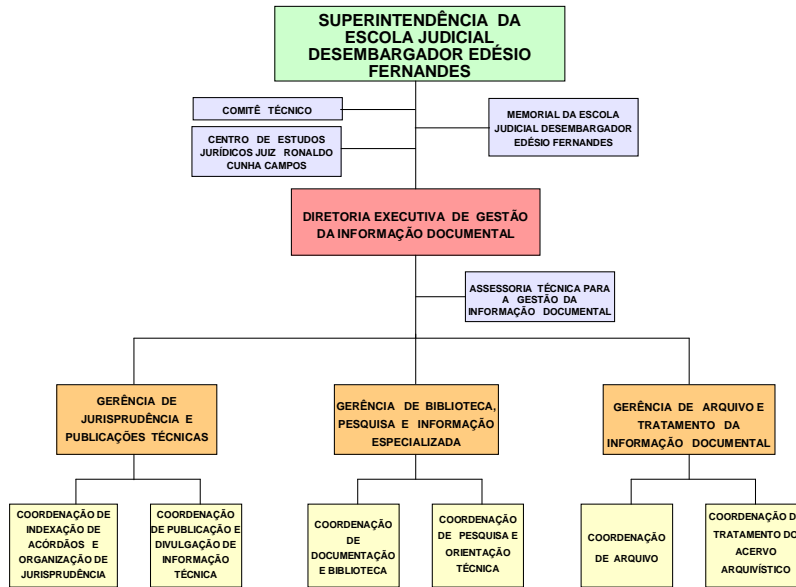 SUPERINTENDÊNCIA DA
ESCOLA JUDICIAL
DESEMBARGADOR EDÉSIO
FERNANDES
COMITÊ TÉCNICO
MEMORIAL DA ESCOLA
JUDICIAL DESEMBARGADOR
EDÉSIO FERNANDES
CENTRO DE ESTUDOS
JURÍDICOS JUIZ RONALDO
CUNHA CAMPOS
DIRETORIA EXECUTIVA DE GESTÃO
DA INFORMAÇÃO DOCUMENTAL
ASSESSORIA TÉCNICA PARA
A GESTÃO DA
INFORMAÇÃO DOCUMENTAL
GERÊNCIA DE
JURISPRUDÊNCIA E
PUBLICAÇÕES TÉCNICAS
GERÊNCIA DE BIBLIOTECA,
PESQUISA E INFORMAÇÃO
ESPECIALIZADA
GERÊNCIA DE ARQUIVO E
TRATAMENTO DA
INFORMAÇÃO DOCUMENTAL
COORDENAÇÃO DE
INDEXAÇÃO DE
ACÓRDÃOS E
ORGANIZAÇÃO DE
JURISPRUDÊNCIA
COORDENAÇÃO
DE PUBLICAÇÃO E
DIVULGAÇÃO DE
INFORMAÇÃO
TÉCNICA
COORDENAÇÃO
DE
DOCUMENTAÇÃO
E BIBLIOTECA
COORDENAÇÃO
DE PESQUISA E
ORIENTAÇÃO
TÉCNICA
COORDENAÇÃO
DE ARQUIVO
COORDENAÇÃO DE
TRATAMENTO DO
ACERVO
ARQUIVÍSTICO